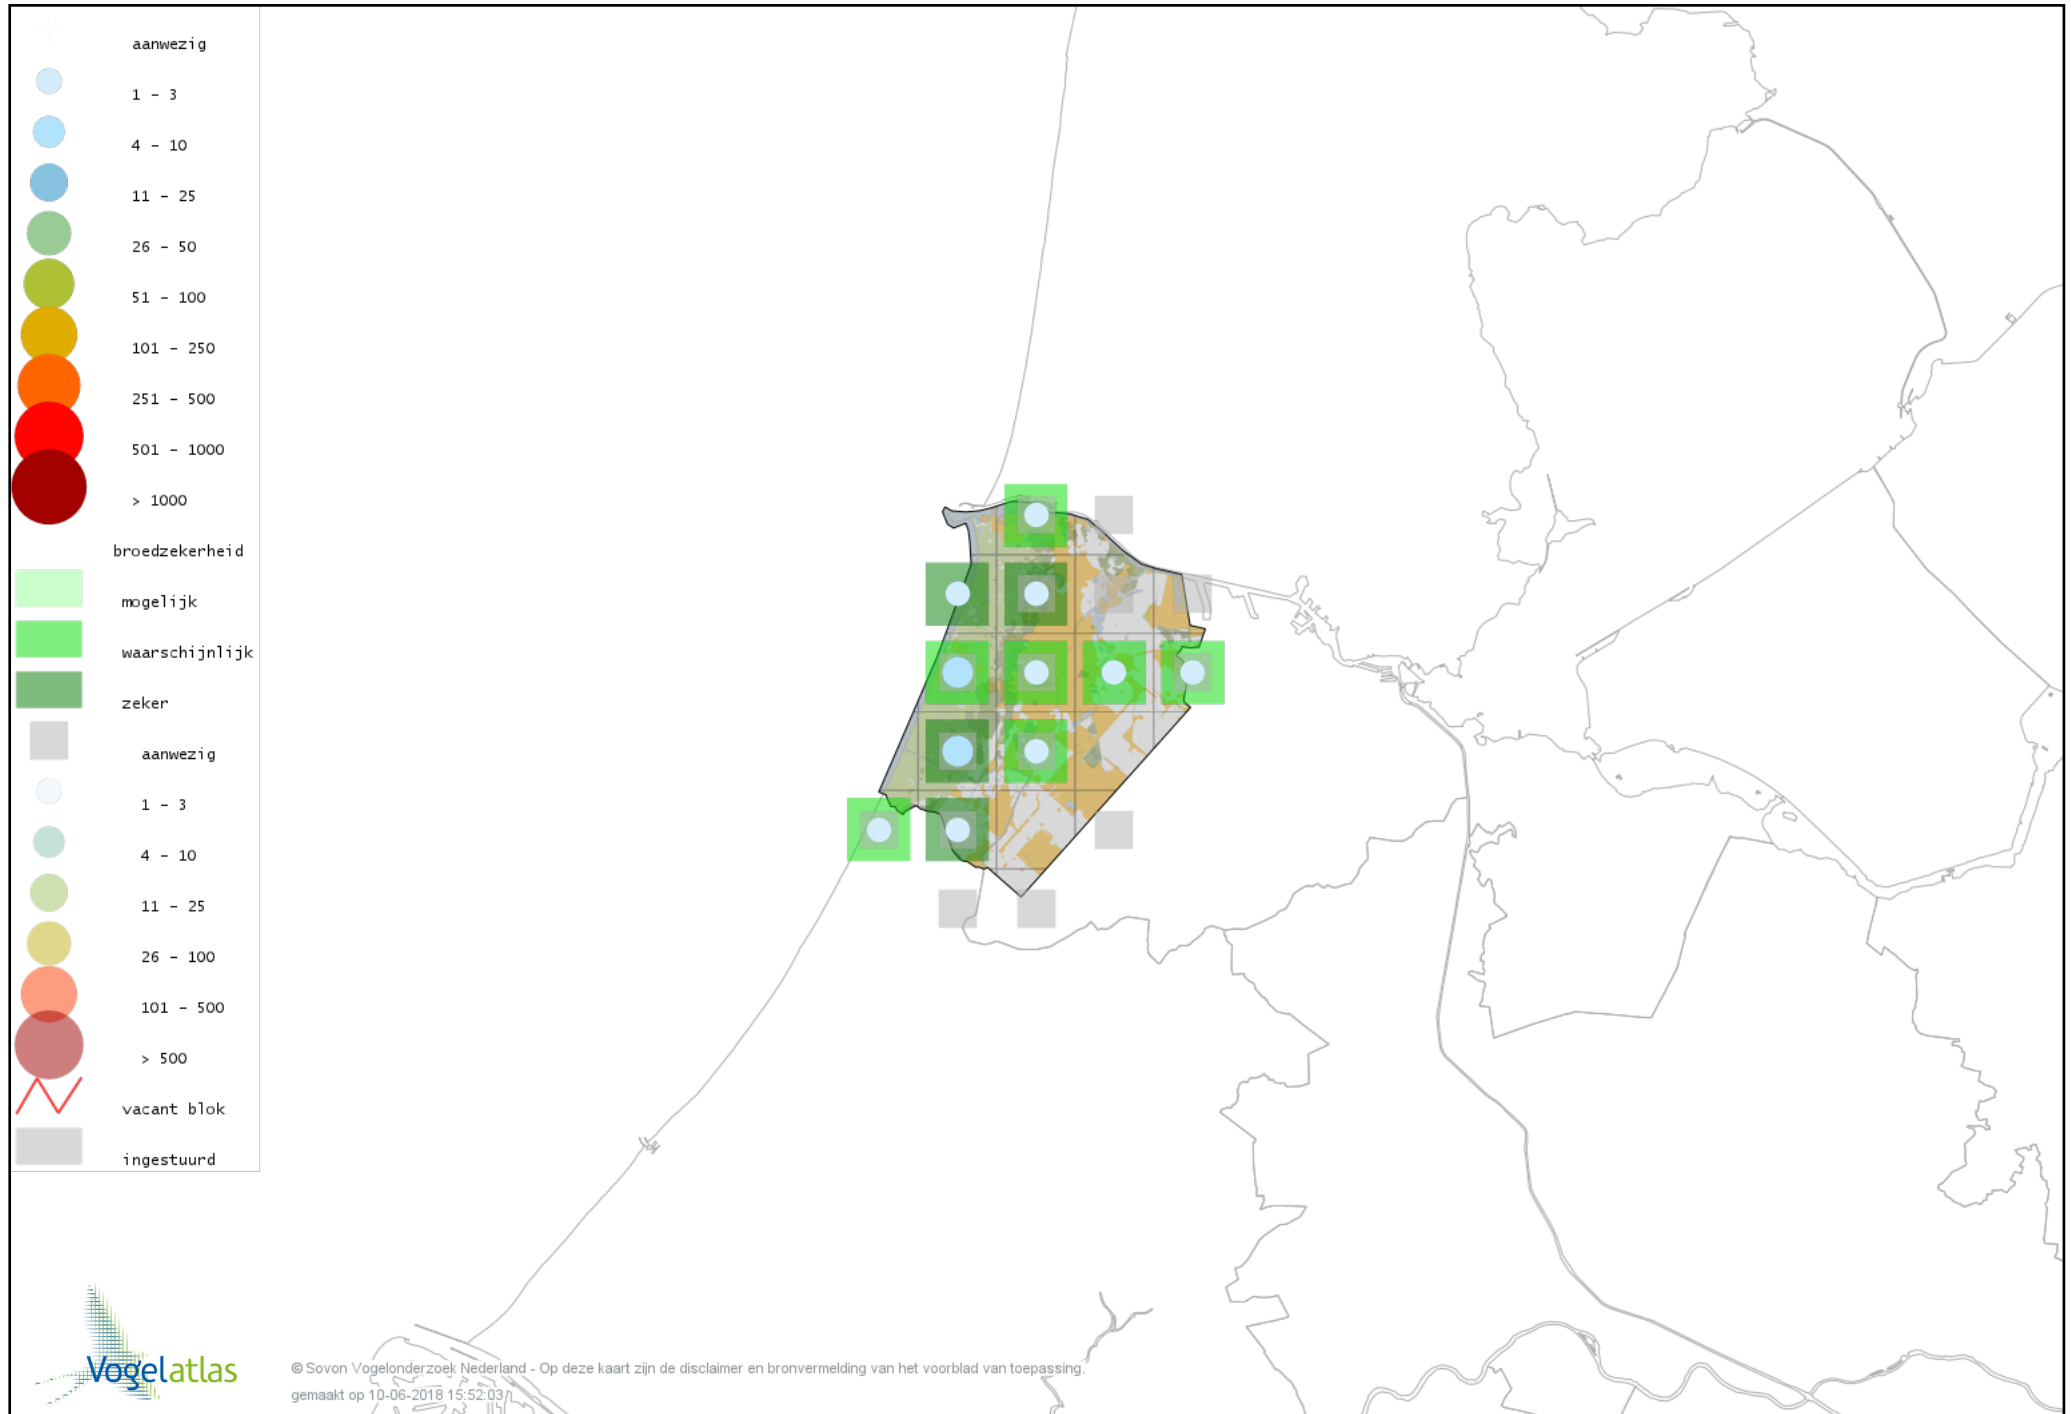 aanwezig
1 - 3
4 - 10
11 - 25
26 - 50
51 - 100
101 - 250
251 - 500
501 - 1000
> 1000
broedzekerheid
mogelijk
waarschijnlijk
zeker
aanwezig
1 - 3
4 - 10
11 - 25
26 - 100
101 - 500
> 500
vacant blok
ingestuurd
Vogelatlas
© Sovon Vogelonderzoek Nederland - Op deze kaart zijn de disclaimer en bronvermelding van het voorblad van toepassing.
gemaakt op 10-06-2018 15:52:03